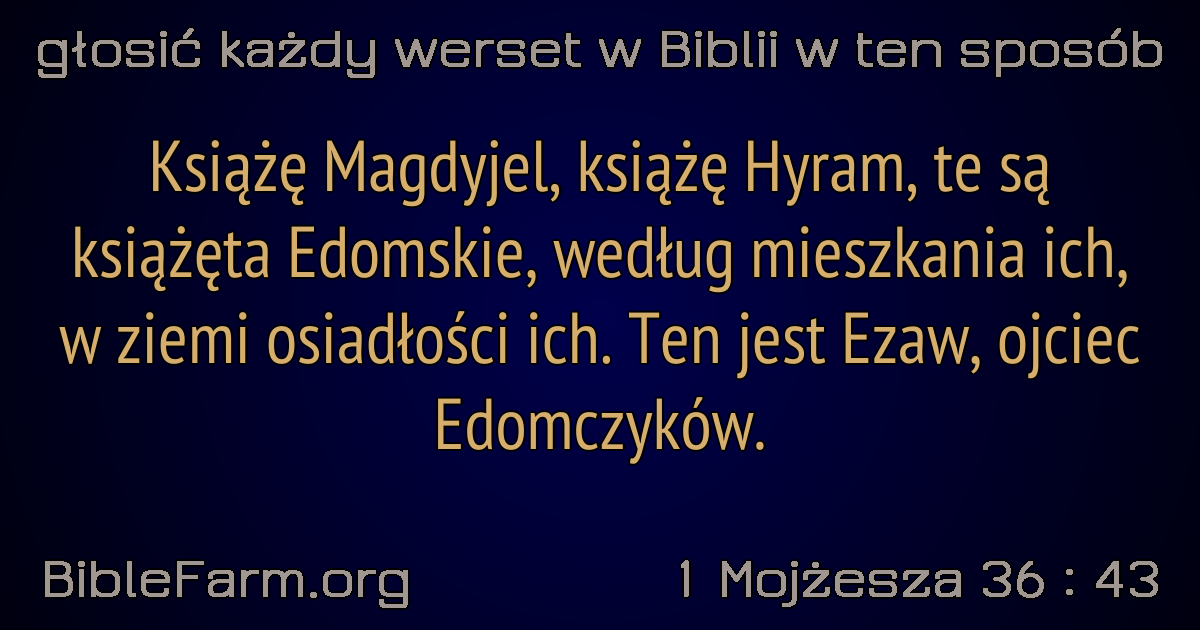 głosić każdy werset w Biblii w ten sposób
Książę Magdyjel, książę Hyram, te są
książęta Edomskie, według mieszkania ich,
w ziemi osiadłości ich. Ten jest Ezaw, ojciec
Edomczyków.
BibleFarm.org
1 Mojżesza 36 : 43